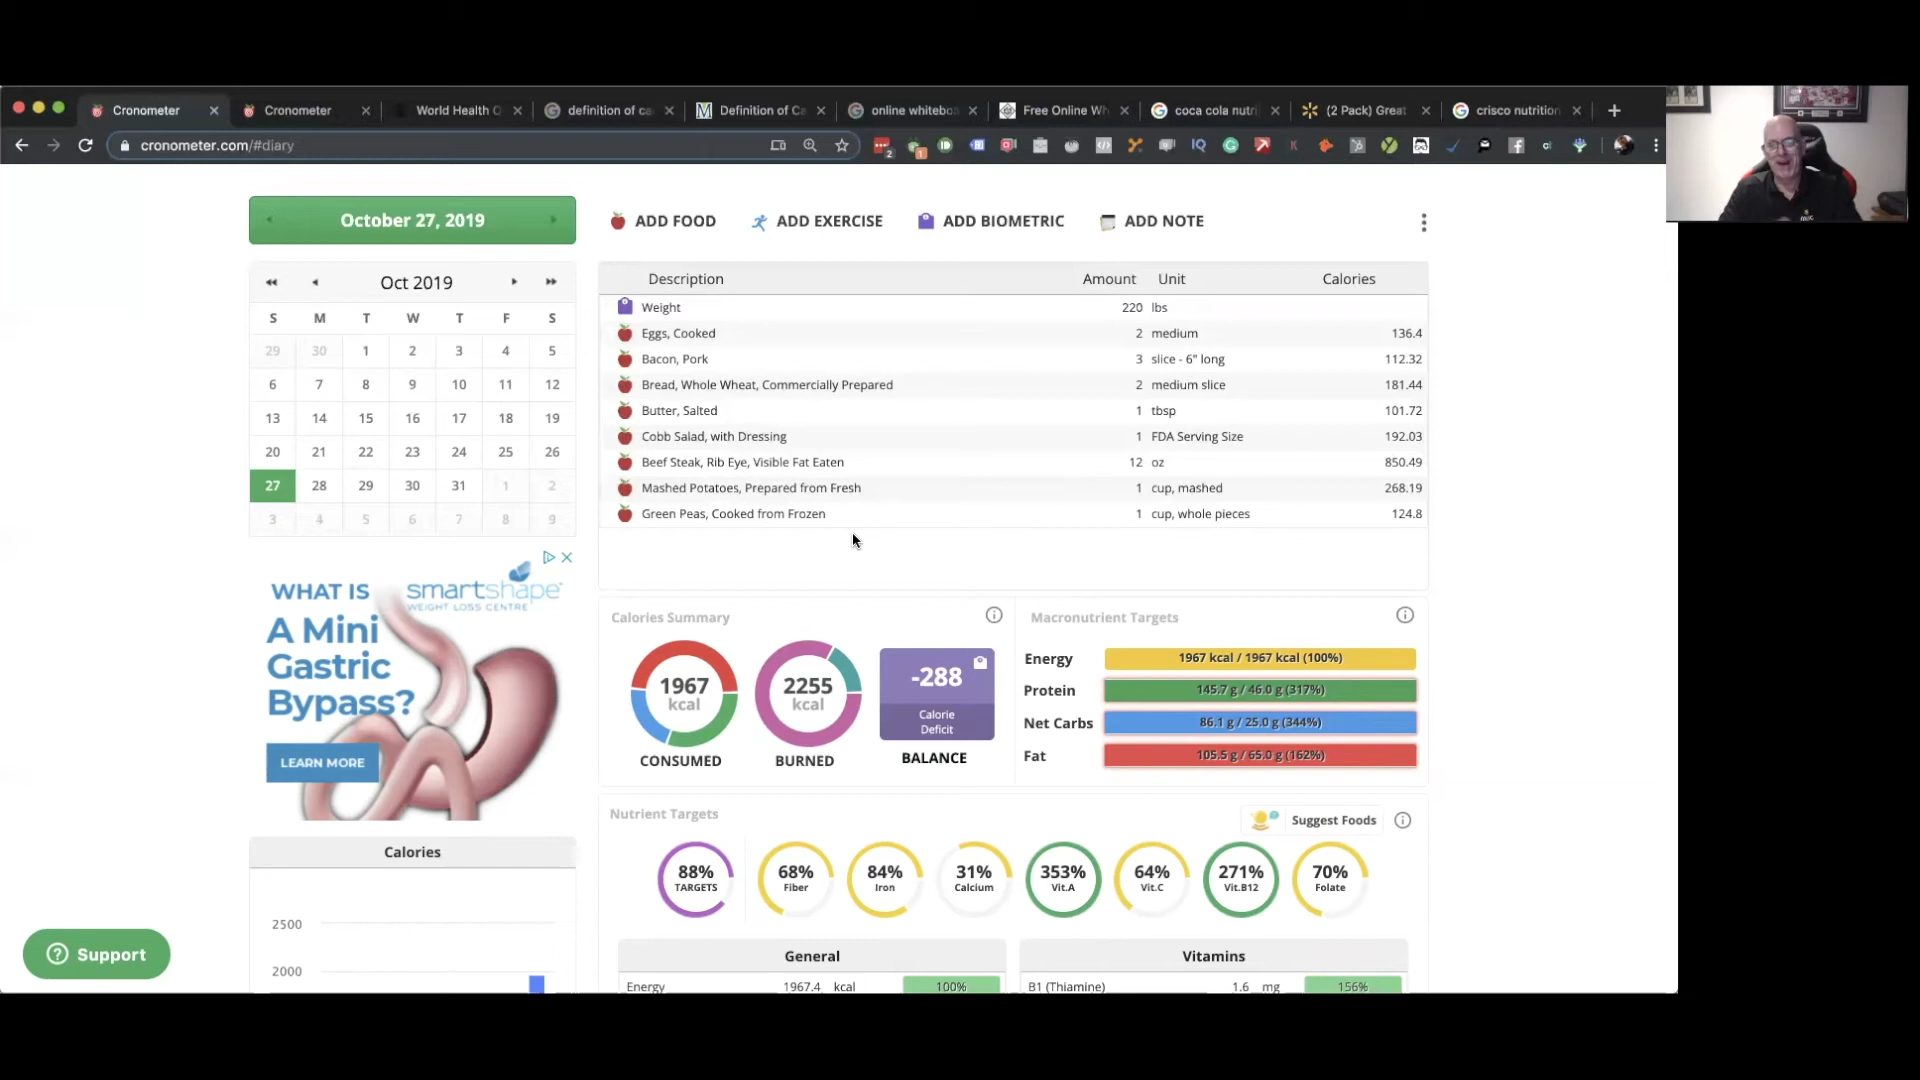 Cronometer
Cronometer
World Health O
definition of ca
Definition of Ca
online whiteboa
Free Online Wh
coca cola nutri
(2 Pack) Great
crisco nutrition
cronometer.com/#diary
October 27, 2019
ADD FOOD
ADD EXERCISE
ADD BIOMETRIC
ADD NOTE
Oct 2019
S M T W T F S
29 30 1 2 3 4 5
6 7 8 9 10 11 12
13 14 15 16 17 18 19
20 21 22 23 24 25 26
27 28 29 30 31 1 2
3 4 5 6 7 8 9
Description Amount Unit Calories
Weight 220 lbs
Eggs, Cooked 2 medium 136.4
Bacon, Pork 3 slice - 6" long 112.32
Bread, Whole Wheat, Commercially Prepared 2 medium slice 181.44
Butter, Salted 1 tbsp 101.72
Cobb Salad, with Dressing 1 FDA Serving Size 192.03
Beef Steak, Rib Eye, Visible Fat Eaten 12 oz 850.49
Mashed Potatoes, Prepared from Fresh 1 cup, mashed 268.19
Green Peas, Cooked from Frozen 1 cup, whole pieces 124.8
WHAT IS
A Mini
Gastric
Bypass?
smartshape
WEIGHT LOSS CENTRE
LEARN MORE
Calories Summary
1967
kcal
CONSUMED
2255
kcal
BURNED
-288
Calorie
Deficit
BALANCE
Macronutrient Targets
Energy 1967 kcal / 1967 kcal (100%)
Protein 145.7 g / 46.0 g (317%)
Net Carbs 86.1 g / 25.0 g (344%)
Fat 105.5 g / 65.0 g (162%)
Nutrient Targets
Suggest Foods
88%
TARGETS
68%
Fiber
84%
Iron
31%
Calcium
353%
Vit.A
64%
Vit.C
271%
Vit.B12
70%
Folate
Calories
2500
2000
Support
General
Energy 1967.4 kcal 100%
Vitamins
B1 (Thiamine) 1.6 mg 156%